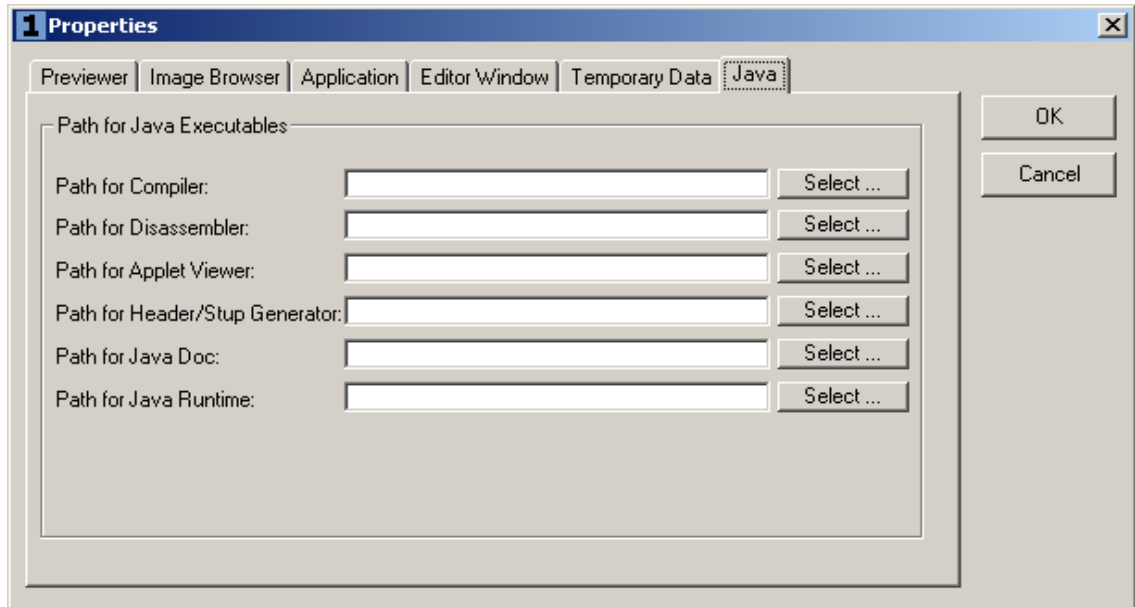 1 Properties
Previewer Image Browser Application Editor Window Temporary Data Java
Path for Java Executables
OK
Path for Compiler: Select ...
Cancel
Path for Disassembler: Select ...
Path for Applet Viewer: Select ...
Path for Header/Stup Generator: Select ...
Path for Java Doc: Select ...
Path for Java Runtime: Select ...